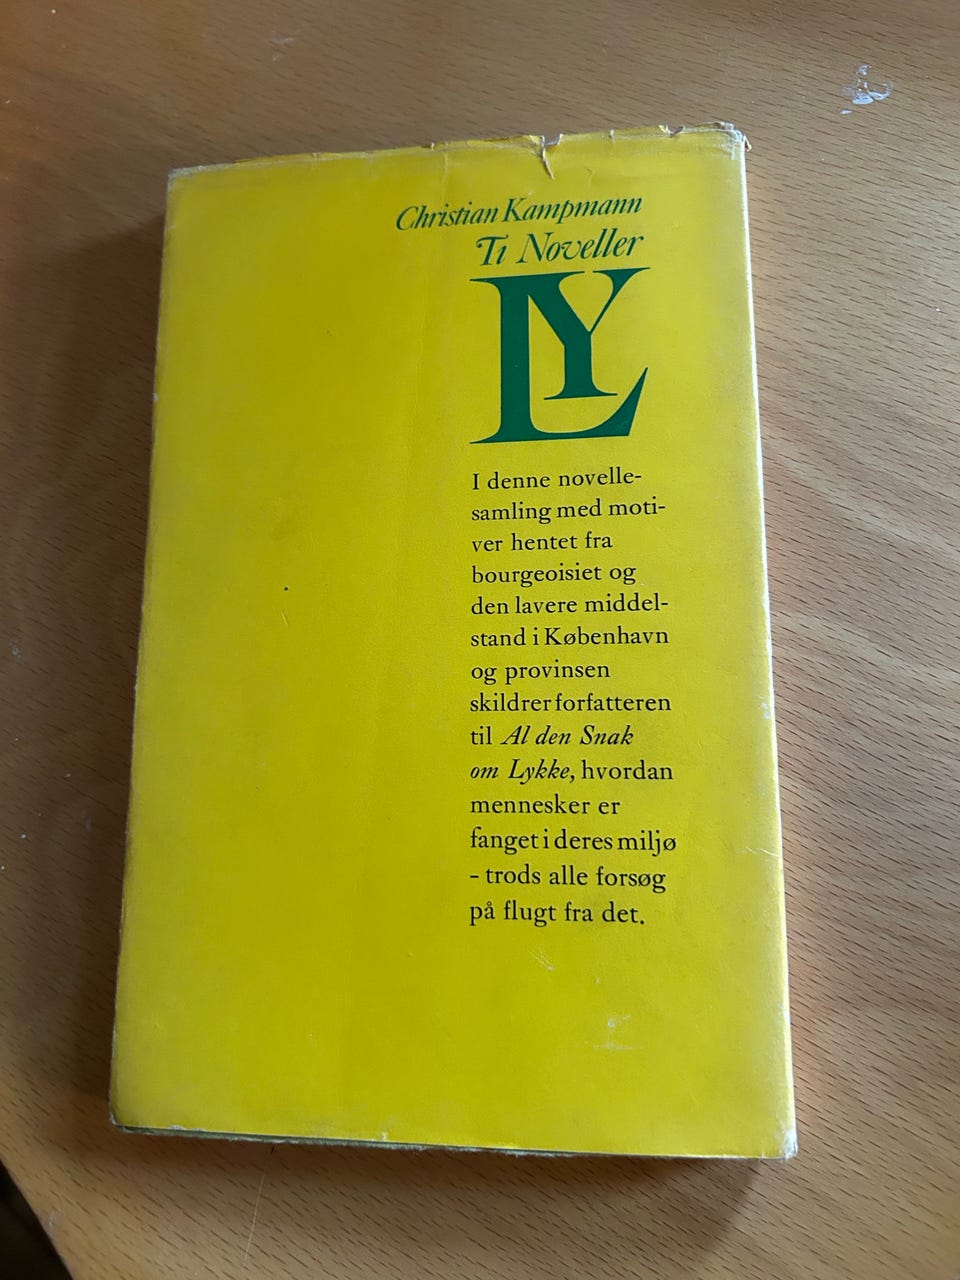 Christian Kampmann
Ti Noveller
LY
I denne novelle-
samling med moti-
ver hentet fra
bourgeoisiet og
den lavere middel-
stand i København
og provinsen
skildrer forfatteren
til Al den Snak
om Lykke, hvordan
mennesker er
fanget i deres miljø
- trods alle forsøg
på flugt fra det.